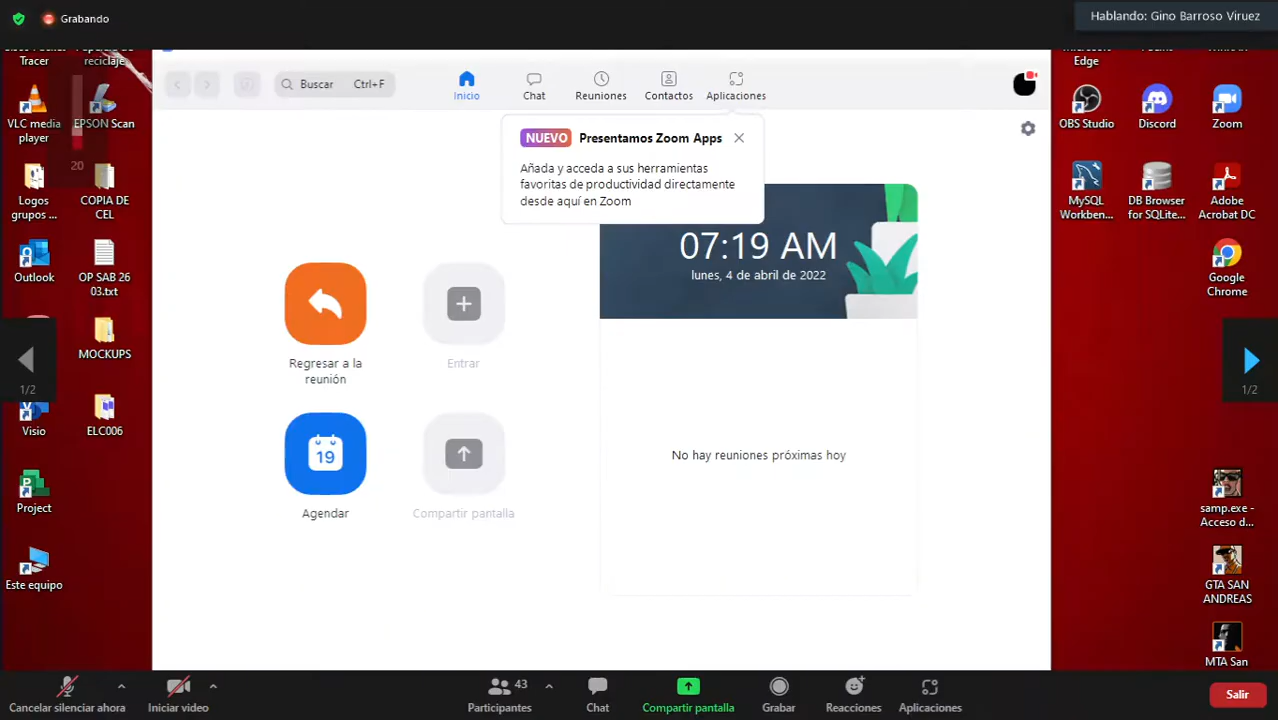 Grabando
Hablando: Gino Barroso Viruez
Tracer
reciclaje
Edge
Buscar Ctrl+F
Inicio
Chat
Reuniones
Contactos
Aplicaciones
VLC media
player
EPSON Scan
20
OBS Studio
Discord
Zoom
NUEVO Presentamos Zoom Apps
Añada y acceda a sus herramientas
favoritas de productividad directamente
desde aquí en Zoom
Logos
grupos ...
COPIA DE
CEL
MySQL
Workben...
DB Browser
for SQLite...
Adobe
Acrobat DC
07:19 AM
lunes, 4 de abril de 2022
Outlook
OP SAB 26
03.txt
Google
Chrome
MOCKUPS
Regresar a la
reunión
Entrar
1/2
1/2
Visio
ELC006
19
No hay reuniones próximas hoy
Agendar
Compartir pantalla
Project
samp.exe -
Acceso d...
Este equipo
GTA SAN
ANDREAS
MTA San
Cancelar silenciar ahora
Iniciar video
43
Participantes
Chat
Compartir pantalla
Grabar
Reacciones
Aplicaciones
Salir